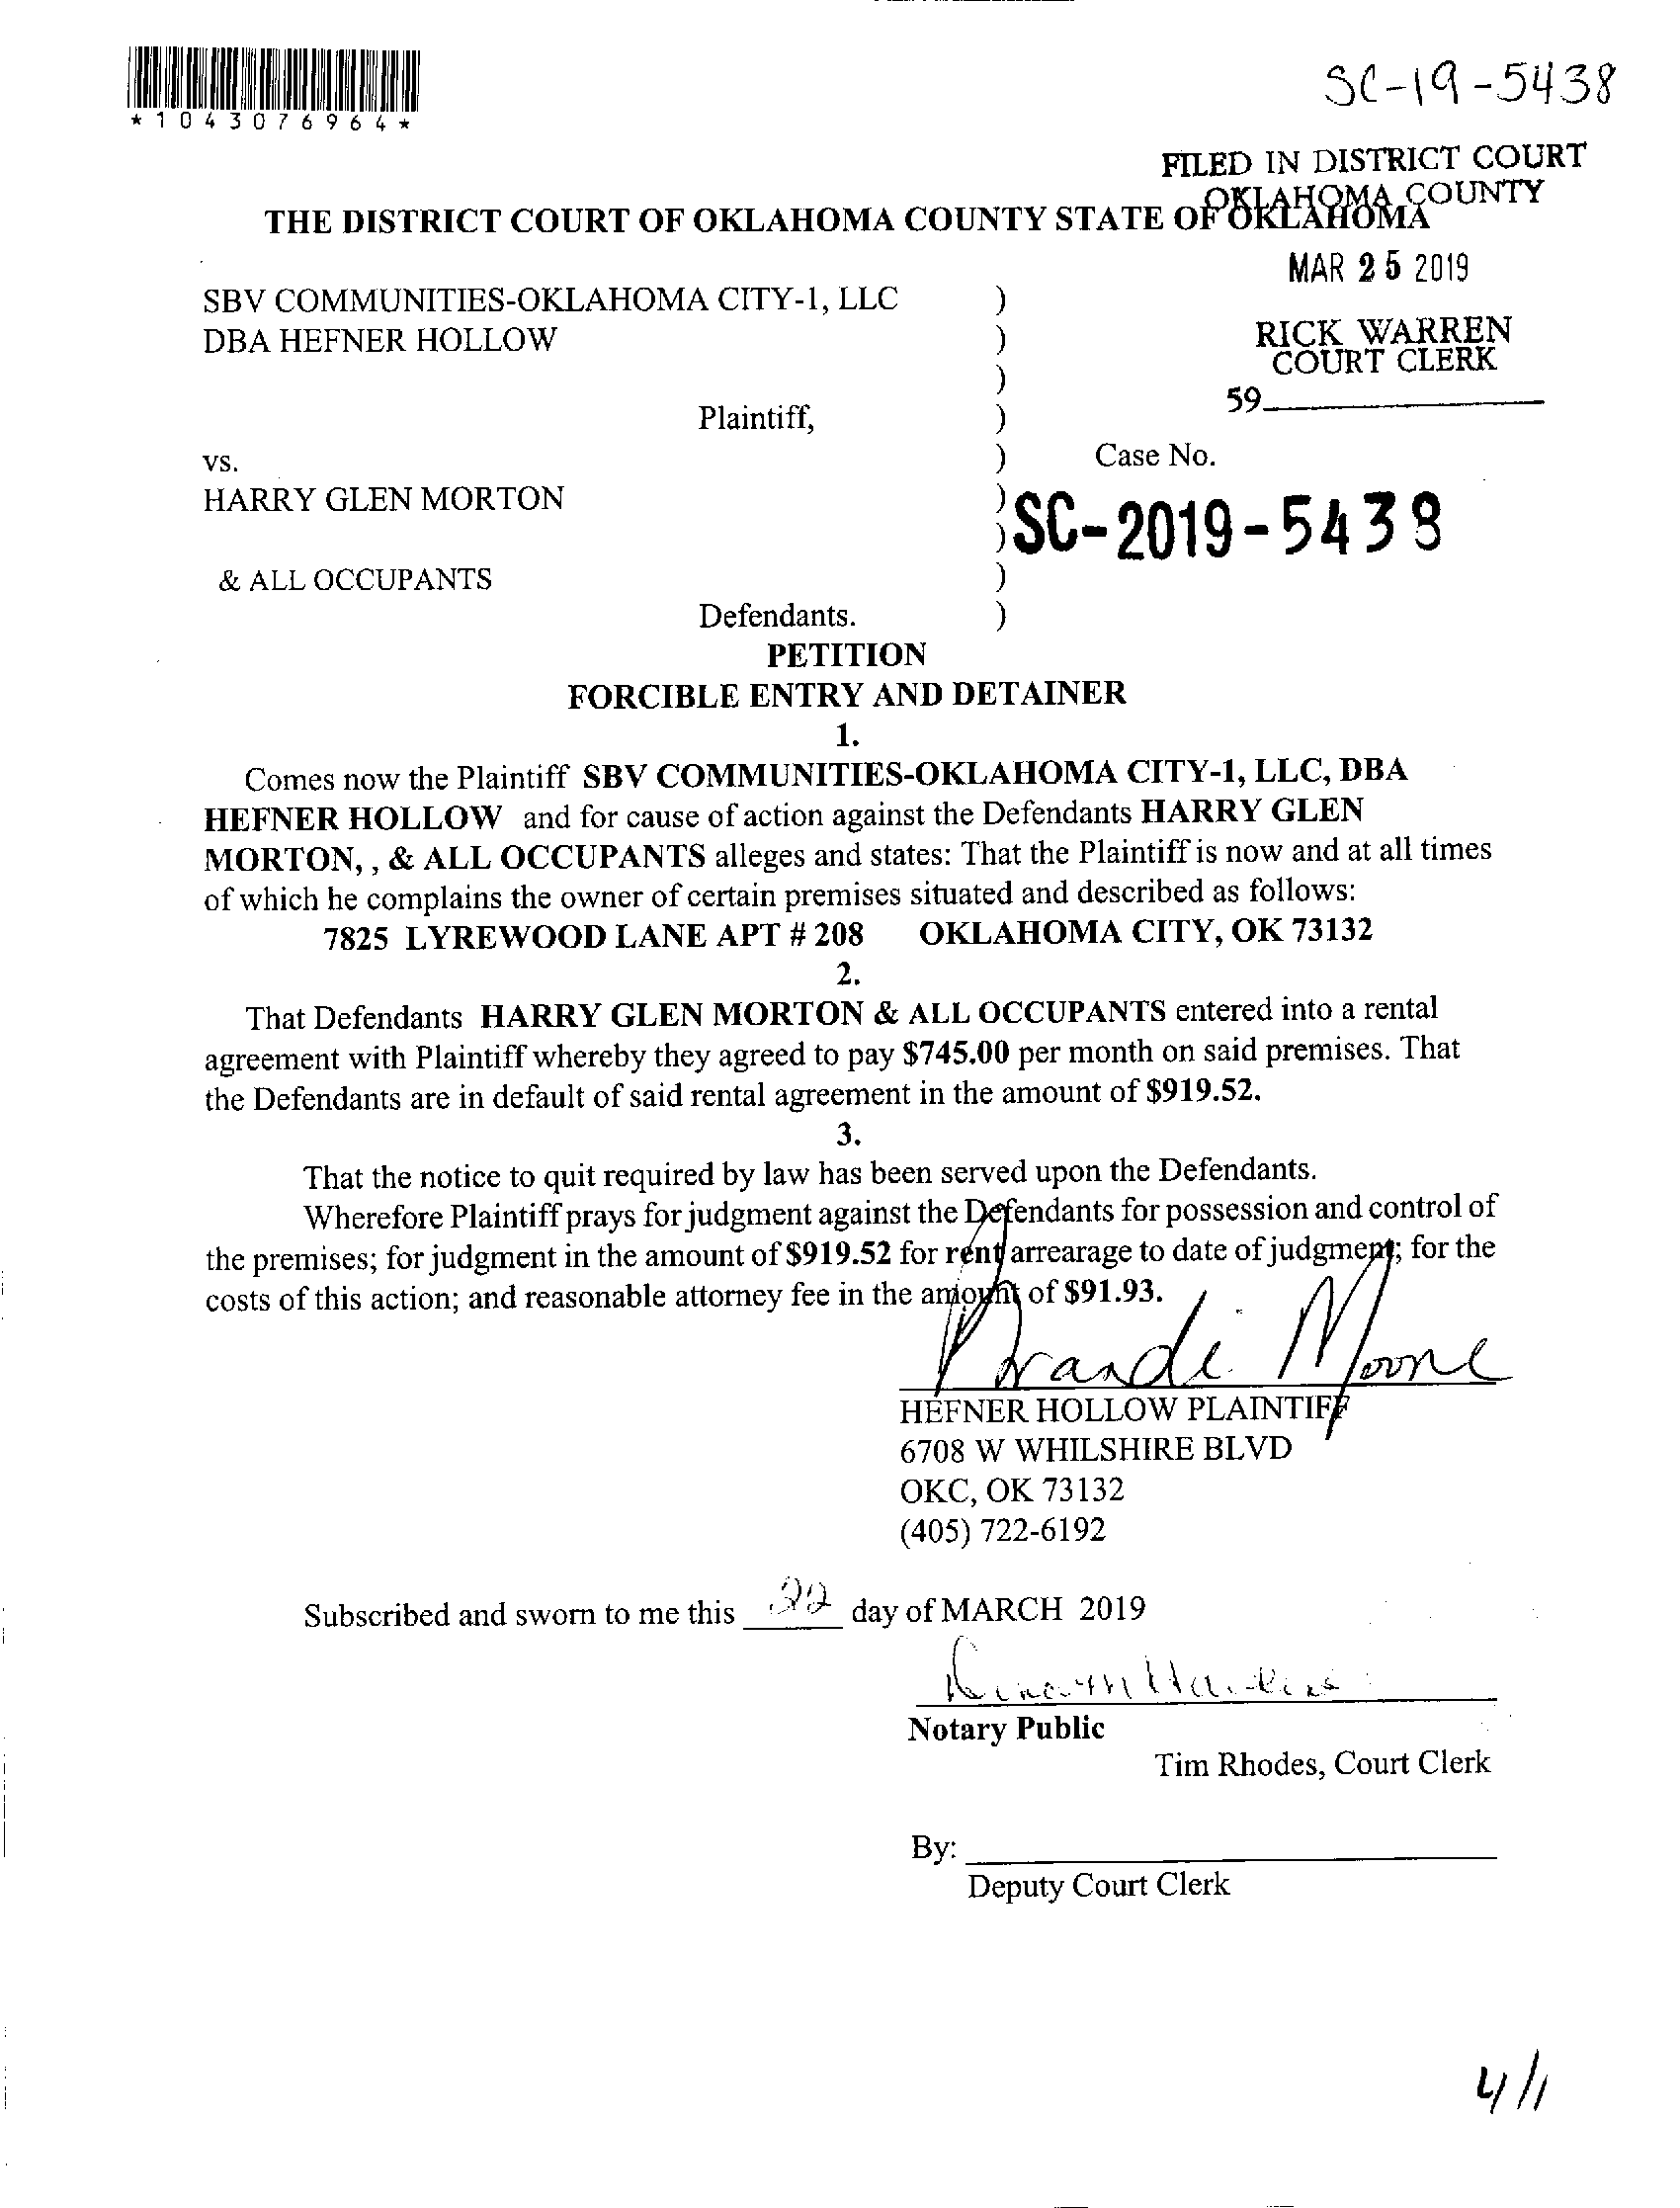 *1043076964*
SC-19-5438
FILED IN DISTRICT COURT
OKLAHOMA COUNTY
THE DISTRICT COURT OF OKLAHOMA COUNTY STATE OF OKLAHOMA
MAR 25 2019
SBV COMMUNITIES-OKLAHOMA CITY-1, LLC )
DBA HEFNER HOLLOW )
RICK WARREN
COURT CLERK
)
59
Plaintiff, )
vs. ) Case No.
HARRY GLEN MORTON )
) SC-2019-5438
& ALL OCCUPANTS )
Defendants. )
PETITION
FORCIBLE ENTRY AND DETAINER
1.
Comes now the Plaintiff SBV COMMUNITIES-OKLAHOMA CITY-1, LLC, DBA
HEFNER HOLLOW and for cause of action against the Defendants HARRY GLEN
MORTON, , & ALL OCCUPANTS alleges and states: That the Plaintiff is now and at all times
of which he complains the owner of certain premises situated and described as follows:
7825 LYREWOOD LANE APT # 208 OKLAHOMA CITY, OK 73132
2.
That Defendants HARRY GLEN MORTON & ALL OCCUPANTS entered into a rental
agreement with Plaintiff whereby they agreed to pay $745.00 per month on said premises. That
the Defendants are in default of said rental agreement in the amount of $919.52.
3.
That the notice to quit required by law has been served upon the Defendants.
Wherefore Plaintiff prays for judgment against the Defendants for possession and control of
the premises; for judgment in the amount of $919.52 for rent arrearage to date of judgment; for the
costs of this action; and reasonable attorney fee in the amount of $91.93.
Brandi Moone
HEFNER HOLLOW PLAINTIFF
6708 W WHILSHIRE BLVD
OKC, OK 73132
(405) 722-6192
Subscribed and sworn to me this 22 day of MARCH 2019
Notary Public
Tim Rhodes, Court Clerk
By:
Deputy Court Clerk
4/11